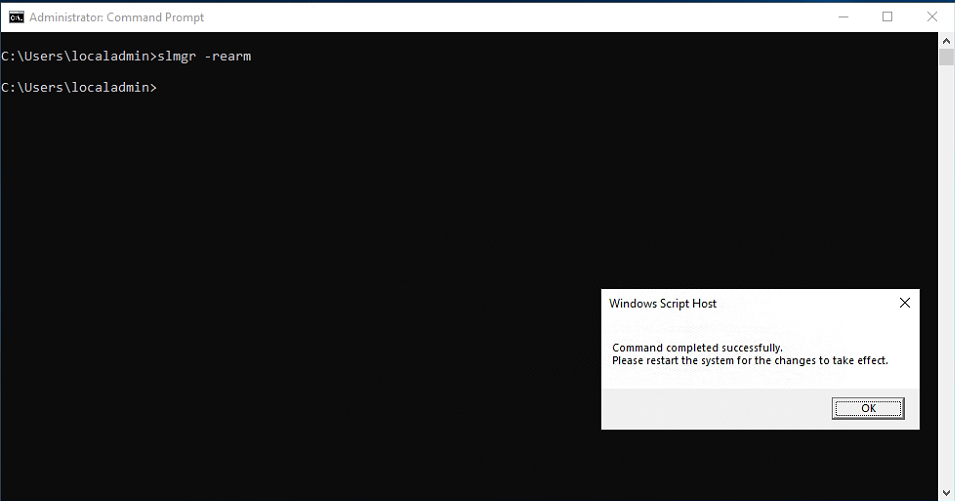 Administrator: Command Prompt
C:\Users\localadmin>slmgr -rearm
C:\Users\localadmin>
Windows Script Host
Command completed successfully.
Please restart the system for the changes to take effect.
OK